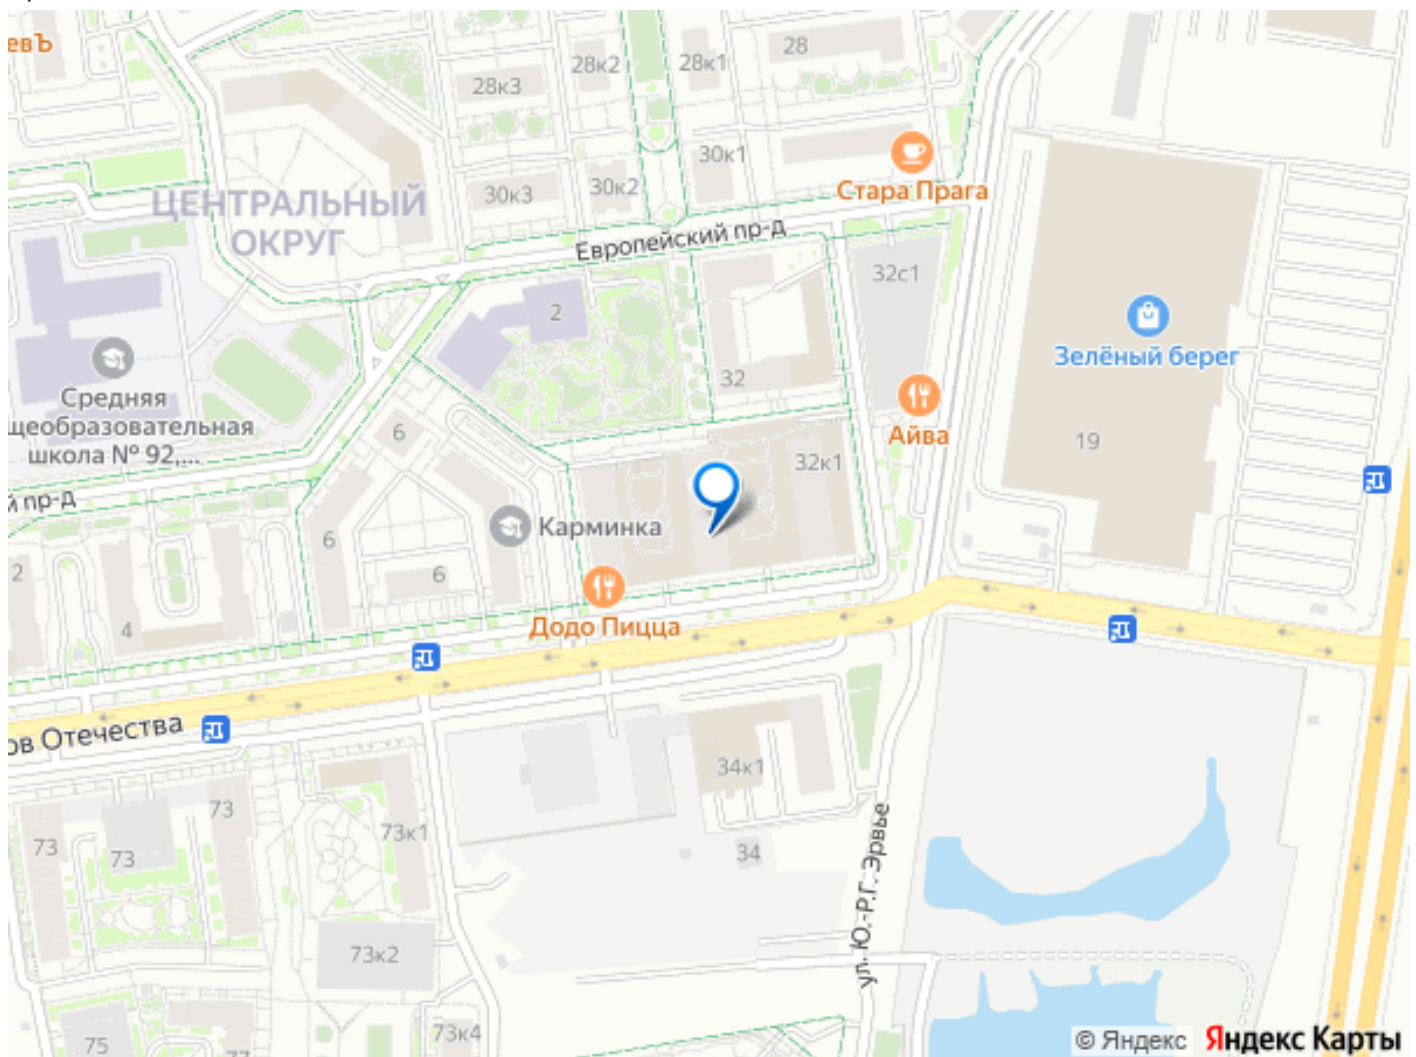 евЪ
28
28к2
28к1
28к3
30к1
Стара Прага
30к3
30к2
ЦЕНТРАЛЬНЫЙ
ОКРУГ
Европейский пр-д
32с1
2
Зелёный берег
32
Средняя
щеобразовательная
школа № 92,...
6
Айва
19
32к1
й пр-д
Карминка
6
6
2
4
Додо Пицца
ов Отечества
34к1
73
73
73
73к1
34
ул. Ю.-Р.Г. Эрвье
73к2
73к4
75
77
© Яндекс Яндекс Карты